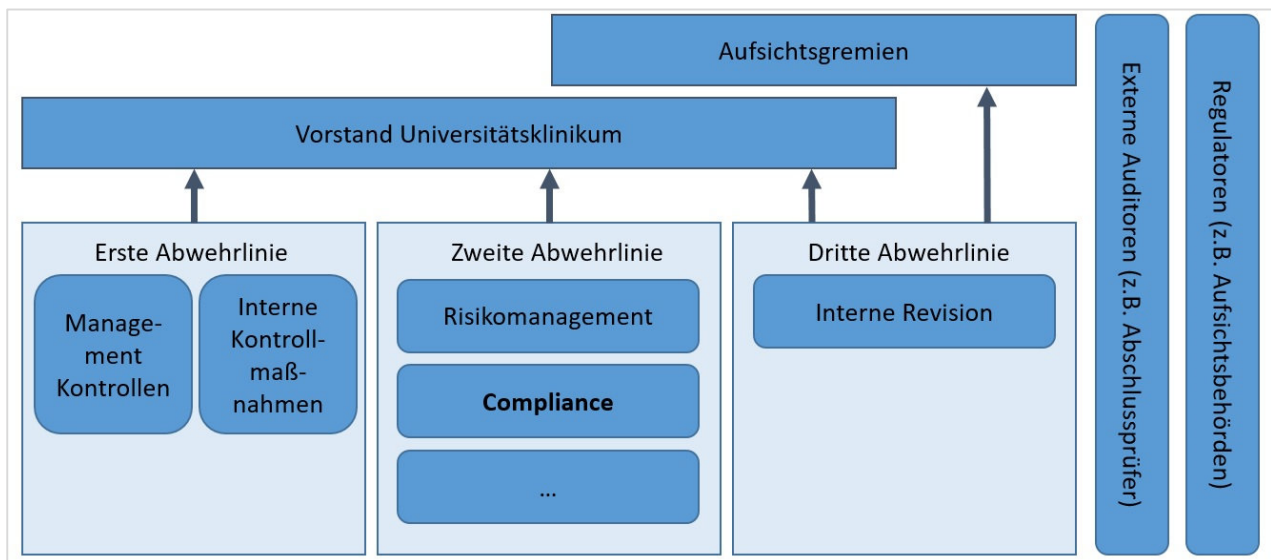 Aufsichtsgremien
Vorstand Universitätsklinikum
Erste Abwehrlinie
Manage-
ment
Kontrollen
Interne
Kontroll-
maß-
nahmen
Zweite Abwehrlinie
Risikomanagement
Compliance
...
Dritte Abwehrlinie
Interne Revision
Externe Auditoren (z.B. Abschlussprüfer)
Regulatoren (z.B. Aufsichtsbehörden)